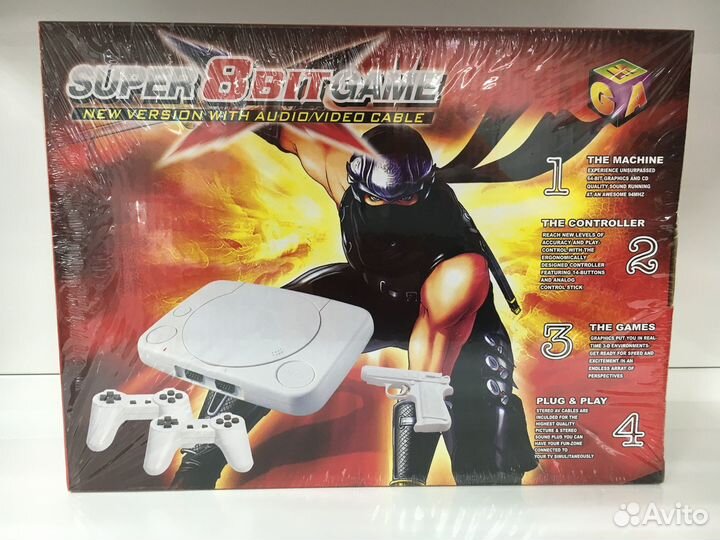 SUPER 8 BIT GAME
NEW VERSION WITH AUDIO/VIDEO CABLE
GA
1
THE MACHINE
EXPERIENCE UNSURPASSED
64-BIT GRAPHICS AND CD
QUALITY SOUND RUNNING
AT AN AWESOME 94MHZ
THE CONTROLLER
REACH NEW LEVELS OF
ACCURACY AND PLAY-
CONTROL WITH THE
ERGONOMICALLY
DESIGNED CONTROLLER
FEATURING 14-BUTTONS
AND ANALOG
CONTROL STICK
2
3
THE GAMES
GRAPHICS PUT YOU IN REAL-
TIME 3-D ENVIRONMENTS.
GET READY FOR SPEED AND
EXCITEMENT IN AN
ENDLESS ARRAY OF
PERSPECTIVES
PLUG & PLAY
STEREO AV CABLES ARE
INCULDED FOR THE
HIGHEST QUALITY
PICTURE & STEREO
SOUND PLUS YOU CAN
HAVE YOUR FUN-ZONE
CONNECTED TO
YOUR TV SIMULITANEOUSLY
4
Avito